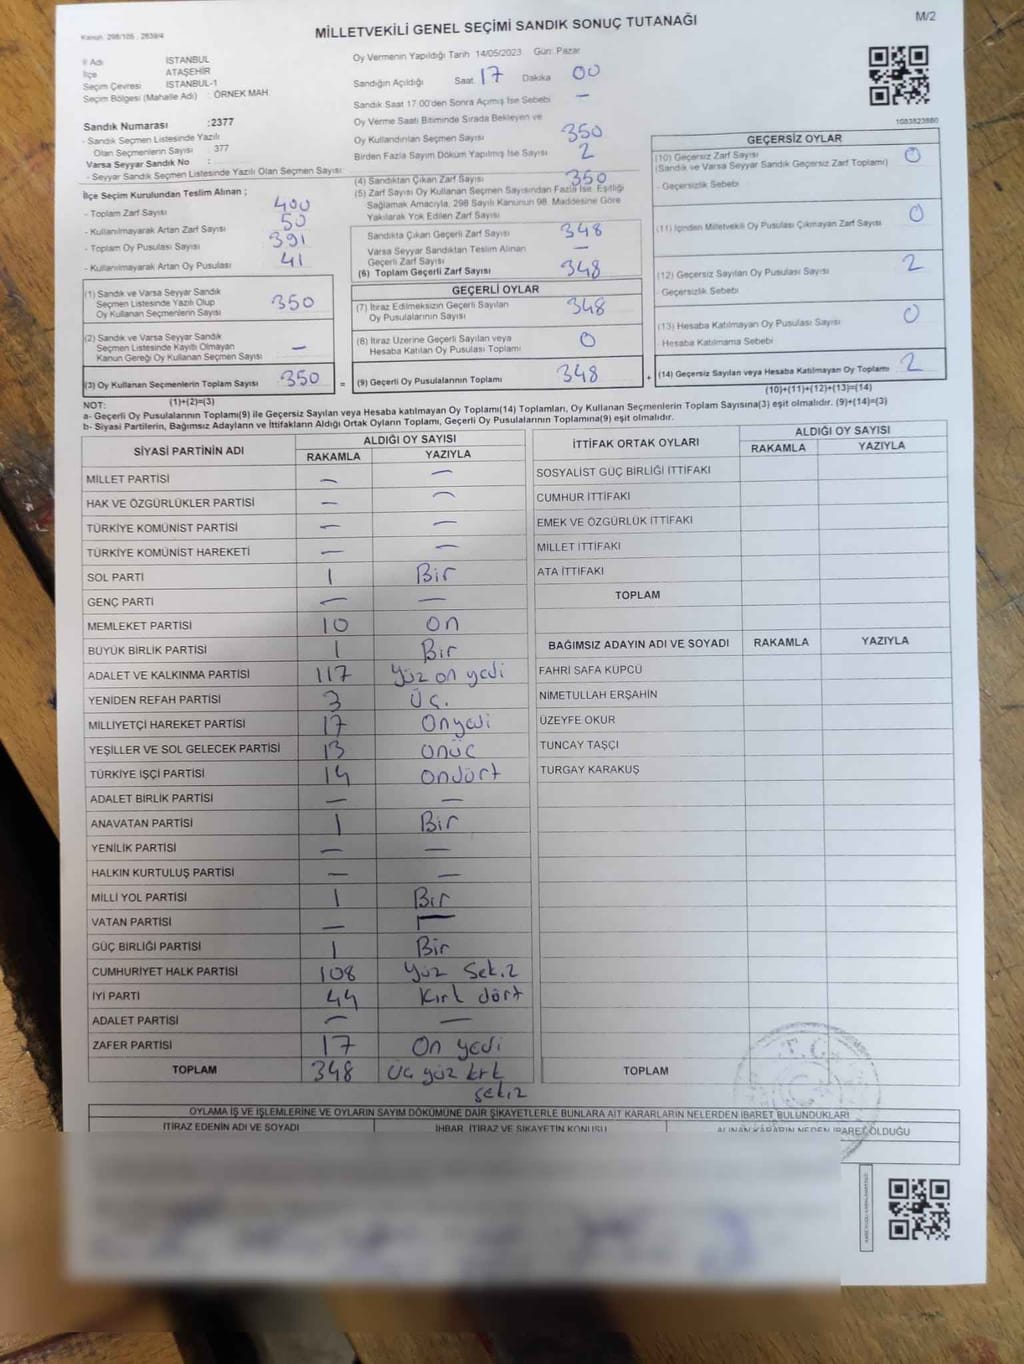 Kanun: 298/105 , 2839/4
MİLLETVEKİLİ GENEL SEÇİMİ SANDIK SONUÇ TUTANAĞI
M/2
İl Adı İSTANBUL
İlçe ATAŞEHİR
Seçim Çevresi İSTANBUL-1
Seçim Bölgesi (Mahalle Adı) : ÖRNEK MAH
Sandık Numarası :2377
- Sandık Seçmen Listesinde Yazılı
Olan Seçmenlerin Sayısı : 377
Varsa Seyyar Sandık No :
- Seyyar Sandık Seçmen Listesinde Yazılı Olan Seçmen Sayısı
İlçe Seçim Kurulundan Teslim Alınan ;
- Toplam Zarf Sayısı 400
- Kullanılmayarak Artan Zarf Sayısı 50
- Toplam Oy Pusulası Sayısı 391
- Kullanılmayarak Artan Oy Pusulası 41
(1) Sandık ve Varsa Seyyar Sandık
Seçmen Listesinde Yazılı Olup
Oy Kullanan Seçmenlerin Sayısı 350
(2) Sandık ve Varsa Seyyar Sandık
Seçmen Listesinde Kayıtlı Olmayan
Kanun Gereği Oy Kullanan Seçmen Sayısı —
(3) Oy Kullanan Seçmenlerin Toplam Sayısı 350
(1)+(2)=(3)
Oy Vermenin Yapıldığı Tarih 14/05/2023 Gün: Pazar
Sandığın Açıldığı Saat 17 Dakika 00
Sandık Saat 17:00'den Sonra Açımış İse Sebebi —
Oy Verme Saati Bitiminde Sırada Bekleyen ve
Oy Kullandırılan Seçmen Sayısı 350
Birden Fazla Sayım Döküm Yapılmış İse Sayısı 2
(4) Sandıktan Çıkan Zarf Sayısı 350
(5) Zarf Sayısı Oy Kullanan Seçmen Sayısından Fazla İse, Eşitliği
Sağlamak Amacıyla, 298 Sayılı Kanunun 98. Maddesine Göre
Yakılarak Yok Edilen Zarf Sayısı
Sandıkta Çıkan Geçerli Zarf Sayısı 348
Varsa Seyyar Sandıktan Teslim Alınan
Geçerli Zarf Sayısı —
(6) Toplam Geçerli Zarf Sayısı 348
GEÇERLİ OYLAR
(7) İtiraz Edilmeksizin Geçerli Sayılan
Oy Pusulalarının Sayısı 348
(8) İtiraz Üzerine Geçerli Sayılan veya
Hesaba Katılan Oy Pusulası Toplamı 0
= (9) Geçerli Oy Pusulalarının Toplamı 348 +
1083823880
GEÇERSİZ OYLAR
(10) Geçersiz Zarf Sayısı 0
(Sandık ve Varsa Seyyar Sandık Geçersiz Zarf Toplamı)
- Geçersizlik Sebebi
(11) İçinden Milletvekili Oy Pusulası Çıkmayan Zarf Sayısı 0
(12) Geçersiz Sayılan Oy Pusulası Sayısı 2
Geçersizlik Sebebi
(13) Hesaba Katılmayan Oy Pusulası Sayısı 0
Hesaba Katılmama Sebebi
(14) Geçersiz Sayılan veya Hesaba Katılmayan Oy Toplamı 2
(10)+(11)+(12)+(13)=(14)
NOT:
a- Geçerli Oy Pusulalarının Toplamı(9) ile Geçersiz Sayılan veya Hesaba katılmayan Oy Toplamı(14) Toplamları, Oy Kullanan Seçmenlerin Toplam Sayısına(3) eşit olmalıdır. (9)+(14)=(3)
b- Siyasi Partilerin, Bağımsız Adayların ve İttifakların Aldığı Ortak Oyların Toplamı, Geçerli Oy Pusulalarının Toplamına(9) eşit olmalıdır.
SİYASİ PARTİNİN ADI ALDIĞI OY SAYISI
RAKAMLA YAZIYLA
MİLLET PARTİSİ — —
HAK VE ÖZGÜRLÜKLER PARTİSİ — —
TÜRKİYE KOMÜNİST PARTİSİ — —
TÜRKİYE KOMÜNİST HAREKETİ — —
SOL PARTİ 1 Bir
GENÇ PARTİ — —
MEMLEKET PARTİSİ 10 on
BÜYÜK BİRLİK PARTİSİ 1 Bir
ADALET VE KALKINMA PARTİSİ 117 Yüz on yedi
YENİDEN REFAH PARTİSİ 3 üç.
MİLLİYETÇİ HAREKET PARTİSİ 17 Onyedi
YEŞİLLER VE SOL GELECEK PARTİSİ 13 onüç
TÜRKİYE İŞÇİ PARTİSİ 14 ondört
ADALET BİRLİK PARTİSİ — —
ANAVATAN PARTİSİ 1 Bir
YENİLİK PARTİSİ — —
HALKIN KURTULUŞ PARTİSİ — —
MİLLİ YOL PARTİSİ 1 Bir
VATAN PARTİSİ — —
GÜÇ BİRLİĞİ PARTİSİ 1 Bir
CUMHURİYET HALK PARTİSİ 108 Yüz sekiz
İYİ PARTİ 44 Kırk dört
ADALET PARTİSİ — —
ZAFER PARTİSİ 17 On yedi
TOPLAM 348 üç yüz kırk
sekiz
İTTİFAK ORTAK OYLARI ALDIĞI OY SAYISI
RAKAMLA YAZIYLA
SOSYALİST GÜÇ BİRLİĞİ İTTİFAKI
CUMHUR İTTİFAKI
EMEK VE ÖZGÜRLÜK İTTİFAKI
MİLLET İTTİFAKI
ATA İTTİFAKI
TOPLAM
BAĞIMSIZ ADAYIN ADI VE SOYADI RAKAMLA YAZIYLA
FAHRİ SAFA KÜPCÜ
NİMETULLAH ERŞAHİN
ÜZEYFE OKUR
TUNCAY TAŞÇI
TURGAY KARAKUŞ
TOPLAM
T.C.
OYLAMA İŞ VE İŞLEMLERİNE VE OYLARIN SAYIM DÖKÜMÜNE DAİR ŞİKAYETLERLE BUNLARA AİT KARARLARIN NELERDEN İBARET BULUNDUKLARI
İTİRAZ EDENİN ADI VE SOYADI İHBAR, İTİRAZ VE ŞİKAYETİN KONUSU ALINAN KARARIN NEDEN İBARET OLDUĞU